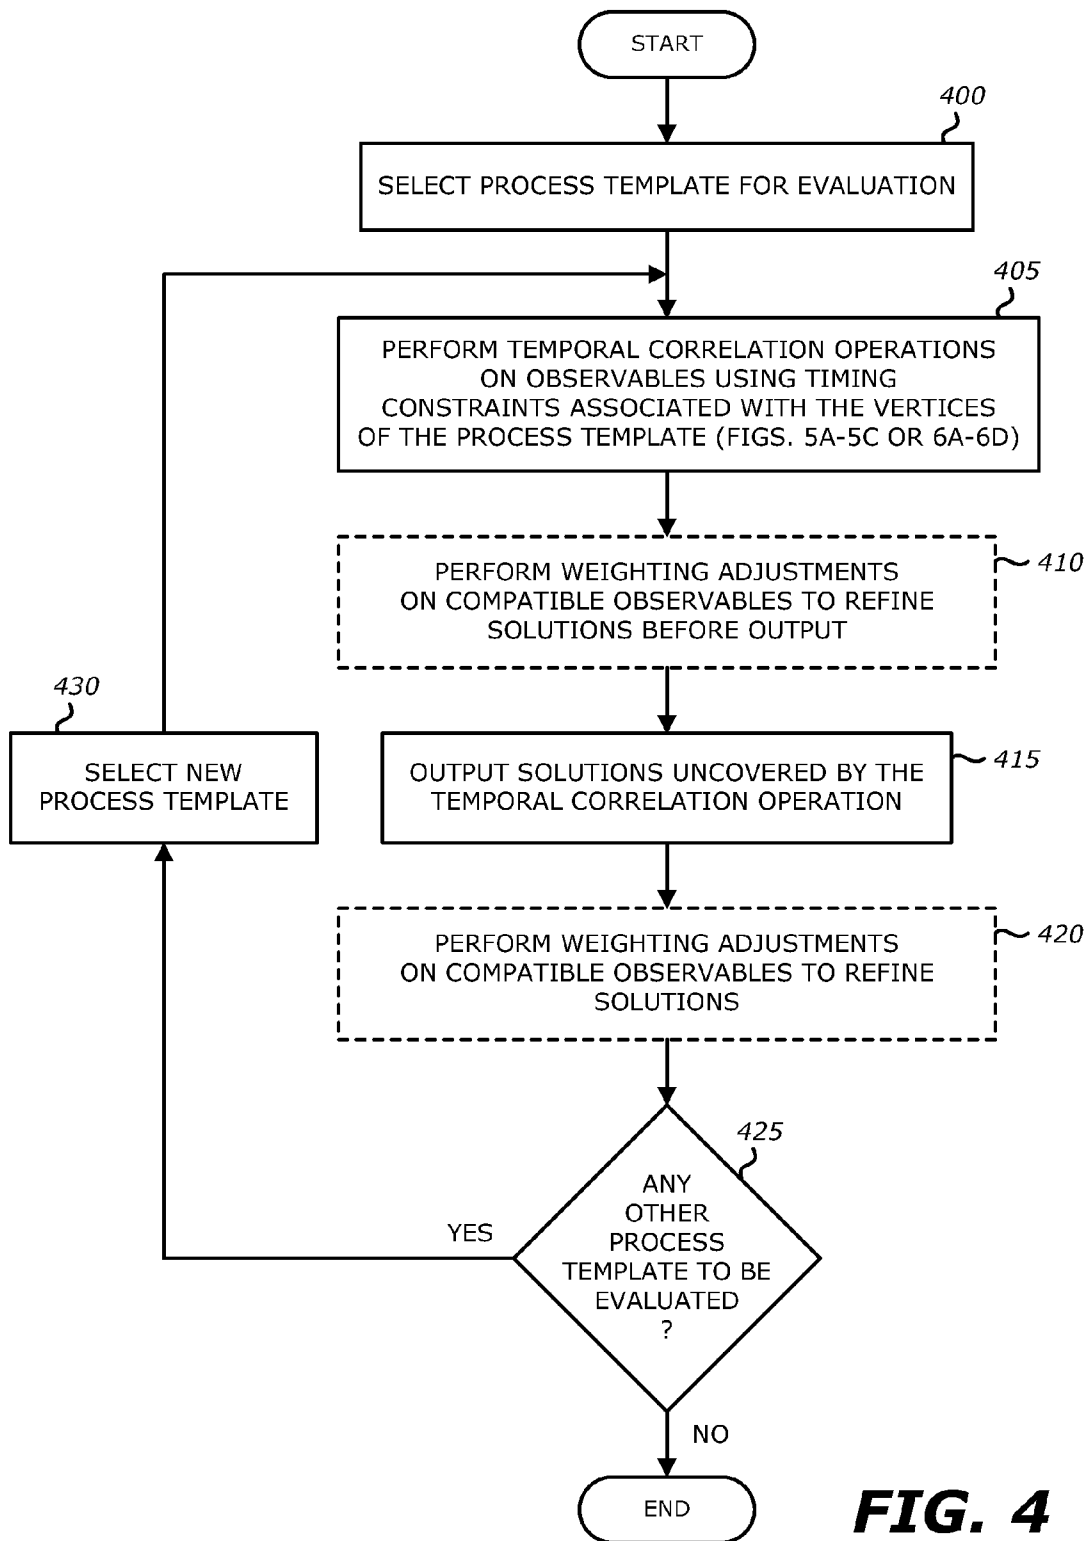 START
400
SELECT PROCESS TEMPLATE FOR EVALUATION
405
PERFORM TEMPORAL CORRELATION OPERATIONS
ON OBSERVABLES USING TIMING
CONSTRAINTS ASSOCIATED WITH THE VERTICES
OF THE PROCESS TEMPLATE (FIGS. 5A-5C OR 6A-6D)
410
PERFORM WEIGHTING ADJUSTMENTS
ON COMPATIBLE OBSERVABLES TO REFINE
SOLUTIONS BEFORE OUTPUT
430
SELECT NEW
PROCESS TEMPLATE
415
OUTPUT SOLUTIONS UNCOVERED BY THE
TEMPORAL CORRELATION OPERATION
420
PERFORM WEIGHTING ADJUSTMENTS
ON COMPATIBLE OBSERVABLES TO REFINE
SOLUTIONS
425
ANY
OTHER
PROCESS
TEMPLATE TO BE
EVALUATED
?
YES
NO
END
FIG. 4